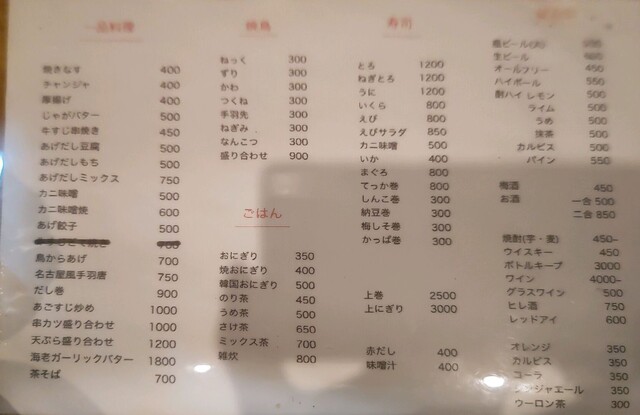 一品料理
焼きなす 400
チャンジャ 400
厚揚げ 400
じゃがバター 500
牛すじ串焼き 450
あげだし豆腐 500
あげだしもち 500
あげだしミックス 750
カニ味噌 500
カニ味噌焼 600
あげ餃子 500
700
鳥からあげ 700
名古屋風手羽唐 750
だし巻 900
あごすじ炒め 1000
串カツ盛り合わせ 1000
天ぷら盛り合わせ 1200
海老ガーリックバター 1800
茶そば 700
焼鳥
ねっく 300
ずり 300
かわ 300
つくね 300
手羽先 300
ねぎみ 300
なんこつ 300
盛り合わせ 900
ごはん
おにぎり 350
焼おにぎり 400
韓国おにぎり 500
のり茶 450
うめ茶 500
さけ茶 650
ミックス茶 700
雑炊 800
寿司
とろ 1200
ねぎとろ 1200
うに 1200
いくら 800
えび 800
えびサラダ 850
カニ味噌 500
いか 400
まぐろ 800
てっか巻 800
しんこ巻 300
納豆巻 300
梅しそ巻 300
かっぱ巻 300
上巻 2500
上にぎり 3000
赤だし 400
味噌汁 400
瓶ビール(大)
生ビール
オールフリー 450
ハイボール 550
酎ハイ レモン 500
ライム 500
うめ 500
抹茶 500
カルピス 500
パイン 550
梅酒 450
お酒 一合 500
二合 850
焼酎(芋・麦) 450~
ウイスキー 450
ボトルキープ 3000
ワイン 4000~
グラスワイン 500
ヒレ酒 750
レッドアイ 600
オレンジ 350
カルピス 350
コーラ 350
ジンジャエール 350
ウーロン茶 300